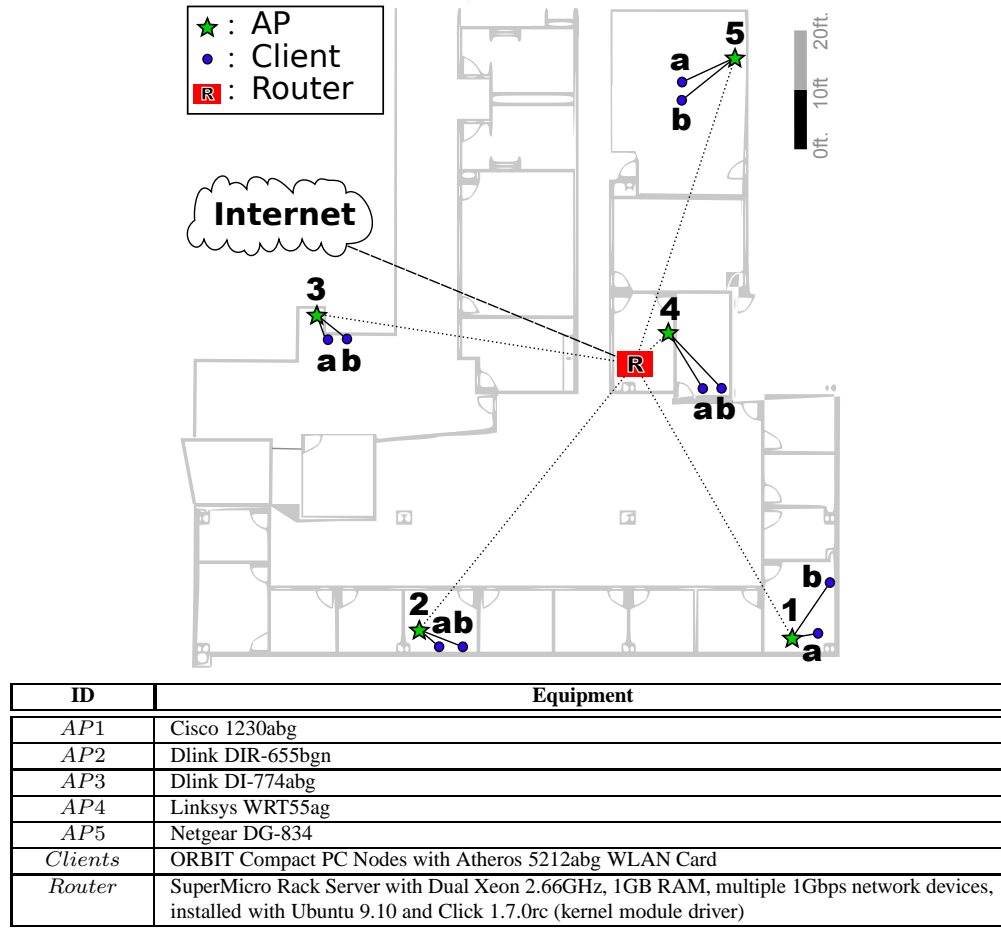 : AP
: Client
R : Router
5
a
b
0ft. 10ft 20ft.
Internet
3
a b
4
a b
R
2
a b
1
b
a
ID Equipment
AP1 Cisco 1230abg
AP2 Dlink DIR-655bgn
AP3 Dlink DI-774abg
AP4 Linksys WRT55ag
AP5 Netgear DG-834
Clients ORBIT Compact PC Nodes with Atheros 5212abg WLAN Card
Router SuperMicro Rack Server with Dual Xeon 2.66GHz, 1GB RAM, multiple 1Gbps network devices,
installed with Ubuntu 9.10 and Click 1.7.0rc (kernel module driver)